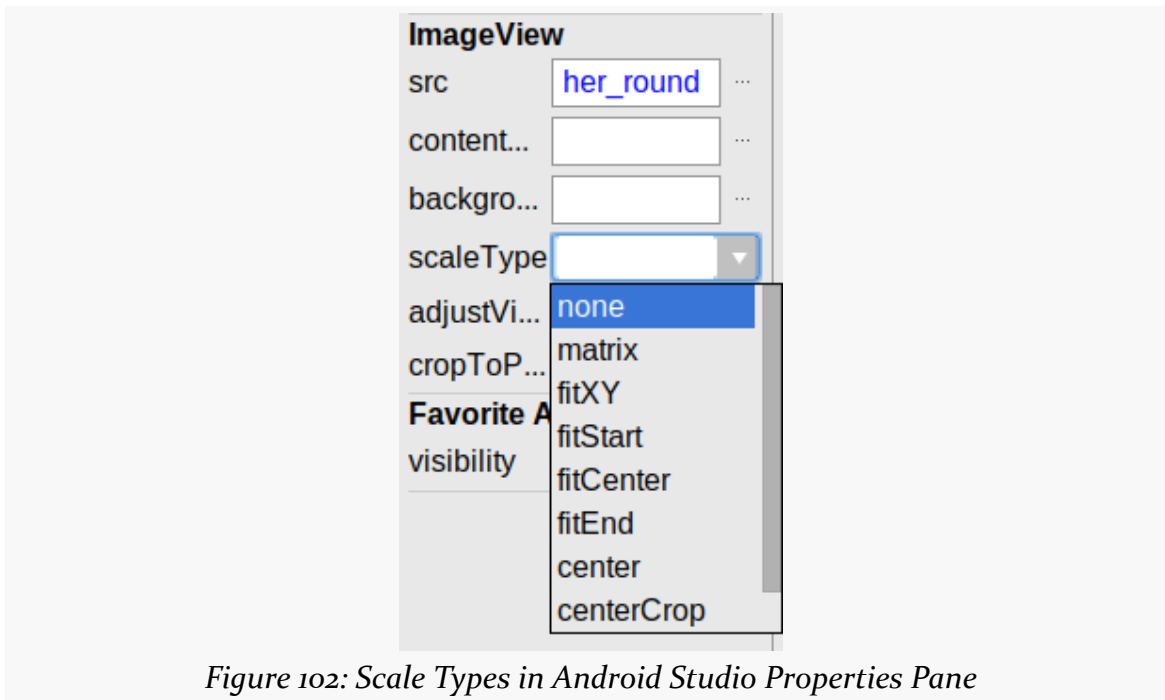 ImageView
src her_round ...
content... ...
backgro... ...
scaleType
none
adjustVi...
matrix
cropToP...
fitXY
Favorite A
fitStart
visibility
fitCenter
fitEnd
center
centerCrop
Figure 102: Scale Types in Android Studio Properties Pane